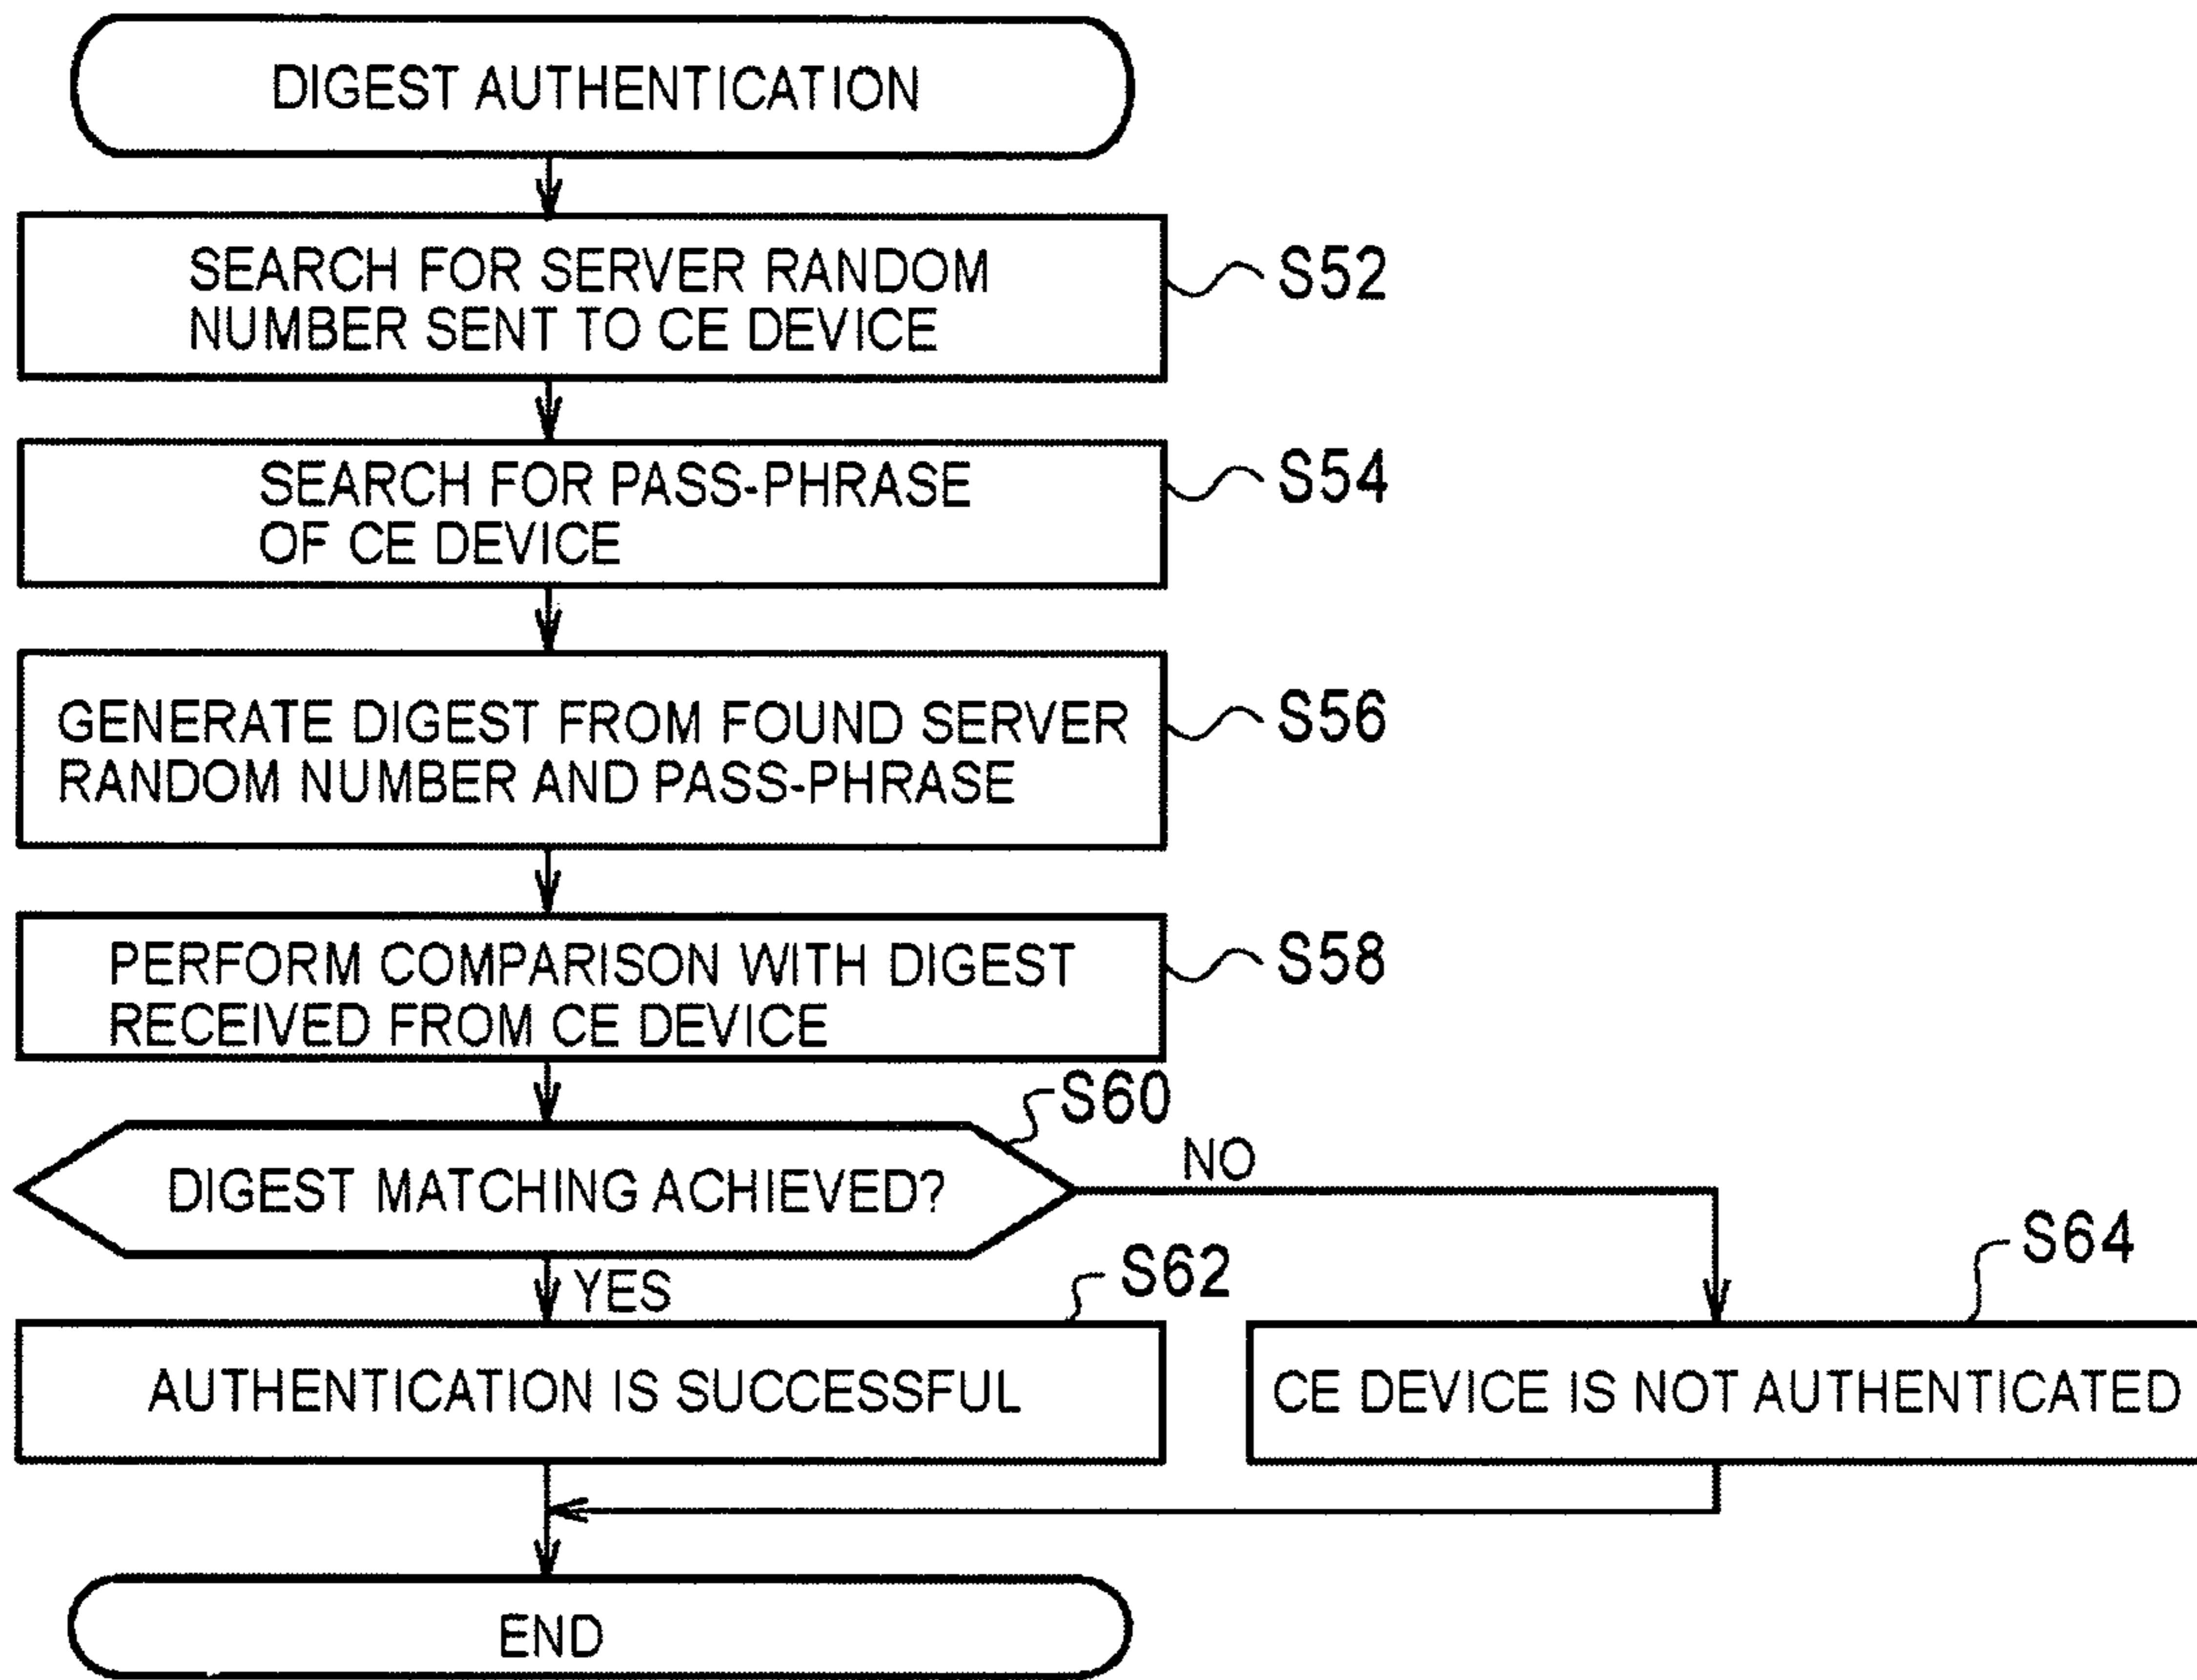 DIGEST AUTHENTICATION
SEARCH FOR SERVER RANDOM
NUMBER SENT TO CE DEVICE
S52
SEARCH FOR PASS-PHRASE
OF CE DEVICE
S54
GENERATE DIGEST FROM FOUND SERVER
RANDOM NUMBER AND PASS-PHRASE
S56
PERFORM COMPARISON WITH DIGEST
RECEIVED FROM CE DEVICE
S58
S60
DIGEST MATCHING ACHIEVED?
NO
YES
S62
S64
AUTHENTICATION IS SUCCESSFUL
CE DEVICE IS NOT AUTHENTICATED
END